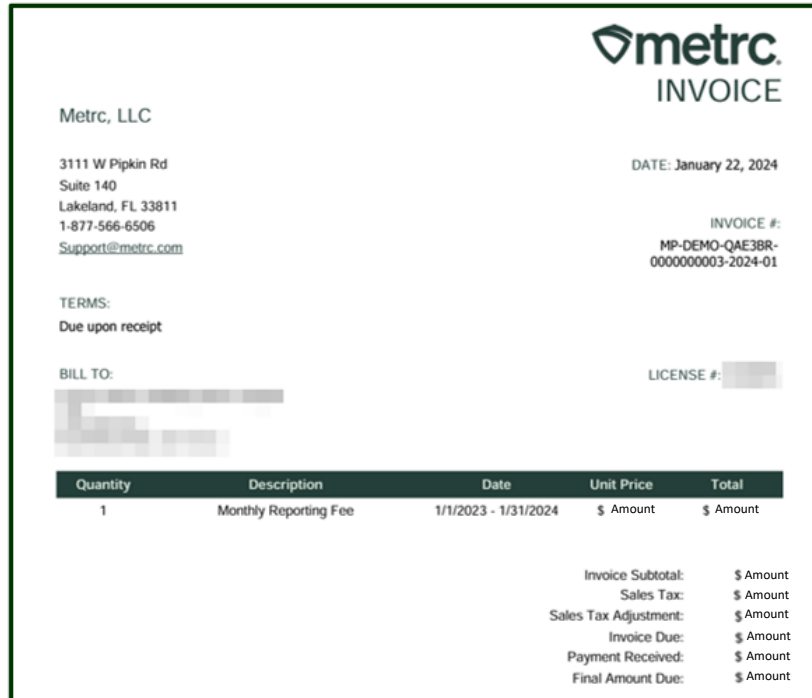 metrc.
INVOICE
Metrc, LLC
3111 W Pipkin Rd
Suite 140
Lakeland, FL 33811
1-877-566-6506
Support@metrc.com
DATE: January 22, 2024
INVOICE #:
MP-DEMO-QAE3BR-
0000000003-2024-01
TERMS:
Due upon receipt
BILL TO:
LICENSE #:
Quantity Description Date Unit Price Total
1 Monthly Reporting Fee 1/1/2023 - 1/31/2024 $ Amount $ Amount
Invoice Subtotal: $ Amount
Sales Tax: $ Amount
Sales Tax Adjustment: $ Amount
Invoice Due: $ Amount
Payment Received: $ Amount
Final Amount Due: $ Amount